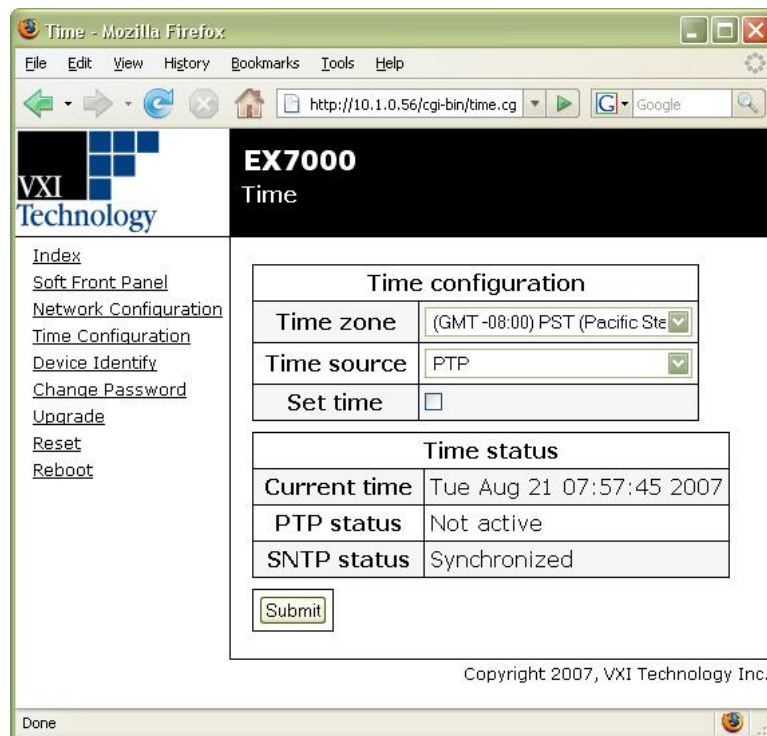 Time - Mozilla Firefox
File Edit View History Bookmarks Tools Help
http://10.1.0.56/cgi-bin/time.cg
G Google
VXI
Technology
EX7000
Time
Index
Soft Front Panel
Network Configuration
Time Configuration
Device Identify
Change Password
Upgrade
Reset
Reboot
Time configuration
Time zone (GMT -08:00) PST (Pacific Sta
Time source PTP
Set time
Time status
Current time Tue Aug 21 07:57:45 2007
PTP status Not active
SNTP status Synchronized
Submit
Copyright 2007, VXI Technology Inc.
Done